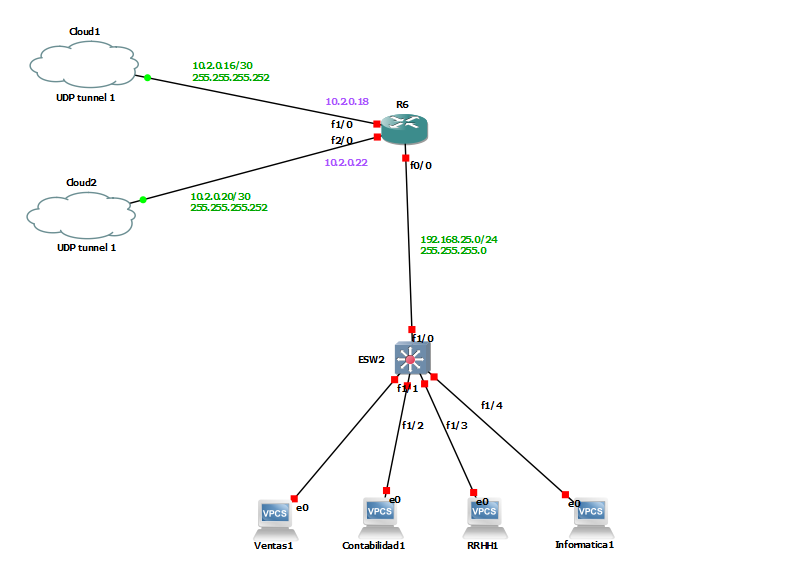 Cloud1
10.2.0.16/30
255.255.255.252
UDP tunnel 1
10.2.0.18
R6
f1/0
f2/0
10.2.0.22
f0/0
Cloud2
10.2.0.20/30
255.255.255.252
UDP tunnel 1
192.168.25.0/24
255.255.255.0
f1/0
ESW2
f1/1
f1/4
f1/2
f1/3
e0
e0
e0
e0
VPCS
VPCS
VPCS
VPCS
Ventas1
Contabilidad1
RRHH1
Informatica1